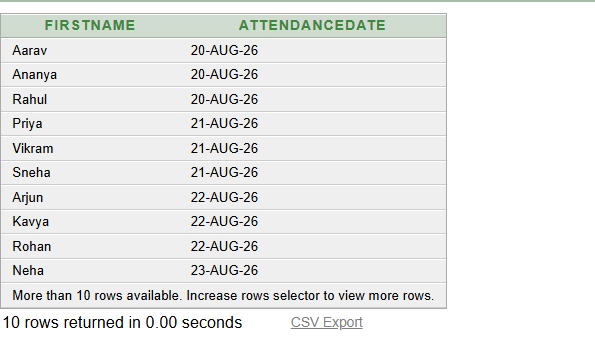 FIRSTNAME ATTENDANCEDATE
Aarav 20-AUG-26
Ananya 20-AUG-26
Rahul 20-AUG-26
Priya 21-AUG-26
Vikram 21-AUG-26
Sneha 21-AUG-26
Arjun 22-AUG-26
Kavya 22-AUG-26
Rohan 22-AUG-26
Neha 23-AUG-26
More than 10 rows available. Increase rows selector to view more rows.
10 rows returned in 0.00 seconds CSV Export